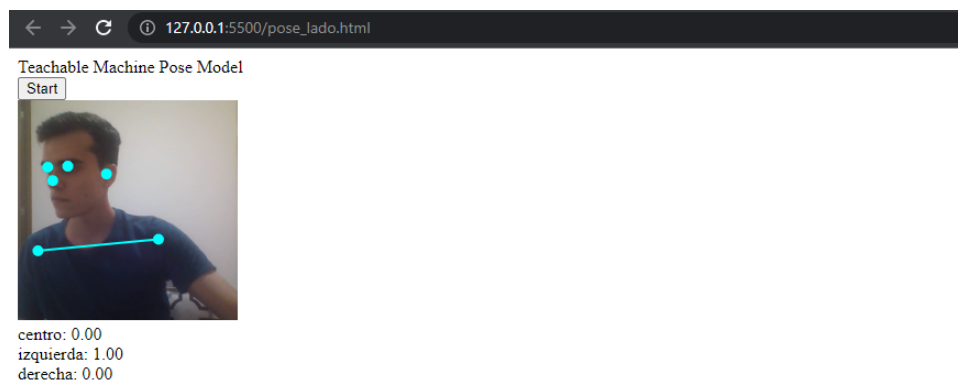 127.0.0.1:5500/pose_lado.html
Teachable Machine Pose Model
Start
centro: 0.00
izquierda: 1.00
derecha: 0.00